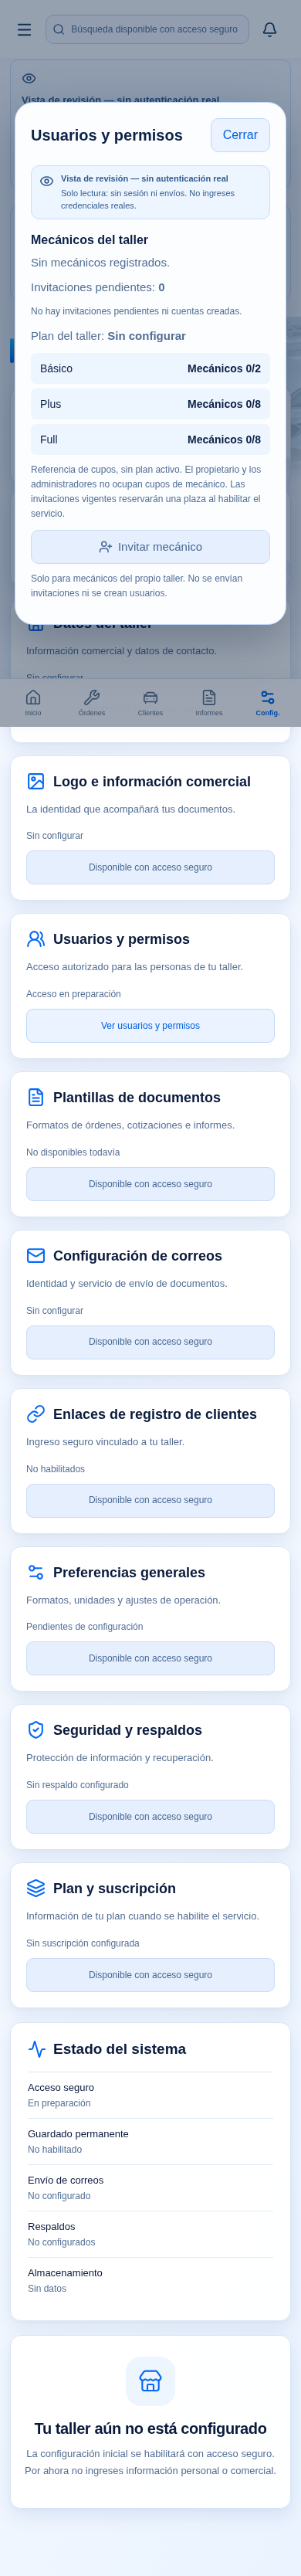 Búsqueda disponible con acceso seguro
Vista de revisión — sin autenticación real
Usuarios y permisos
Cerrar
Vista de revisión — sin autenticación real
Solo lectura: sin sesión ni envíos. No ingreses
credenciales reales.
Mecánicos del taller
Sin mecánicos registrados.
Invitaciones pendientes: 0
No hay invitaciones pendientes ni cuentas creadas.
Plan del taller: Sin configurar
Básico Mecánicos 0/2
Plus Mecánicos 0/8
Full Mecánicos 0/8
Referencia de cupos, sin plan activo. El propietario y los
administradores no ocupan cupos de mecánico. Las
invitaciones vigentes reservarán una plaza al habilitar el
servicio.
Invitar mecánico
Solo para mecánicos del propio taller. No se envían
invitaciones ni se crean usuarios.
Datos del taller
Información comercial y datos de contacto.
Sin configurar
Inicio
Órdenes
Clientes
Informes
Config.
Logo e información comercial
La identidad que acompañará tus documentos.
Sin configurar
Disponible con acceso seguro
Usuarios y permisos
Acceso autorizado para las personas de tu taller.
Acceso en preparación
Ver usuarios y permisos
Plantillas de documentos
Formatos de órdenes, cotizaciones e informes.
No disponibles todavía
Disponible con acceso seguro
Configuración de correos
Identidad y servicio de envío de documentos.
Sin configurar
Disponible con acceso seguro
Enlaces de registro de clientes
Ingreso seguro vinculado a tu taller.
No habilitados
Disponible con acceso seguro
Preferencias generales
Formatos, unidades y ajustes de operación.
Pendientes de configuración
Disponible con acceso seguro
Seguridad y respaldos
Protección de información y recuperación.
Sin respaldo configurado
Disponible con acceso seguro
Plan y suscripción
Información de tu plan cuando se habilite el servicio.
Sin suscripción configurada
Disponible con acceso seguro
Estado del sistema
Acceso seguro
En preparación
Guardado permanente
No habilitado
Envío de correos
No configurado
Respaldos
No configurados
Almacenamiento
Sin datos
Tu taller aún no está configurado
La configuración inicial se habilitará con acceso seguro.
Por ahora no ingreses información personal o comercial.